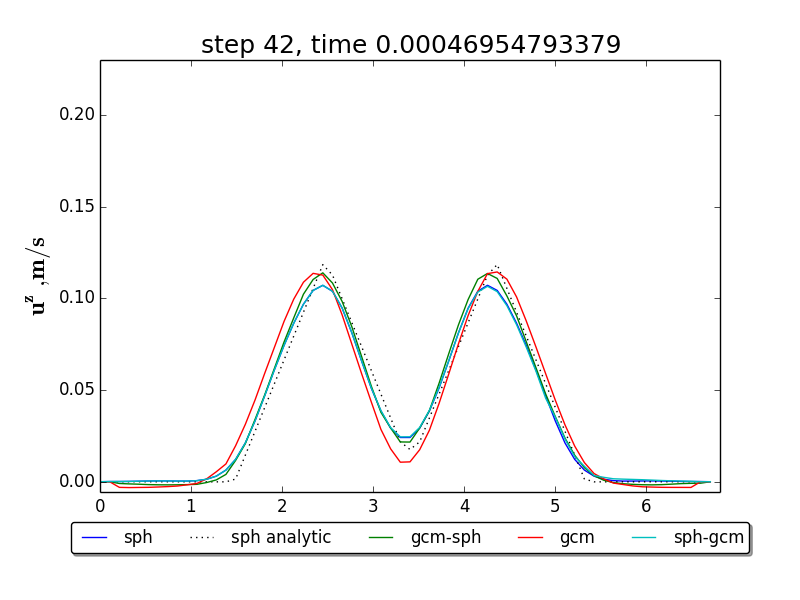 step 42, time 0.00046954793379
0.20
0.15
0.10
0.05
0.00
u^z ,m/s
0 1 2 3 4 5 6
sph sph analytic gcm-sph gcm sph-gcm